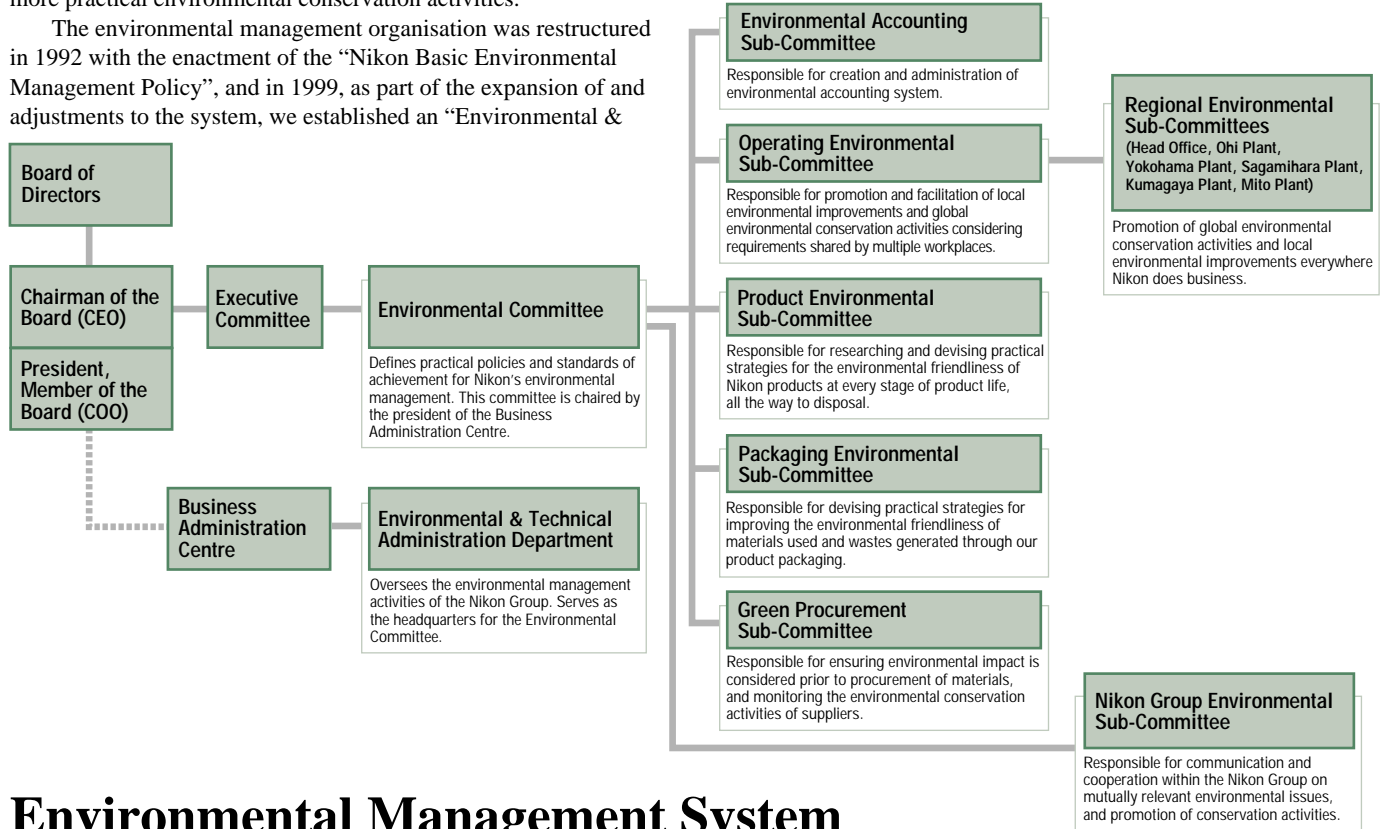 more practical environmental conservation activities.
The environmental management organisation was restructured
in 1992 with the enactment of the “Nikon Basic Environmental
Management Policy”, and in 1999, as part of the expansion of and
adjustments to the system, we established an “Environmental &
Board of
Directors
Chairman of the
Board (CEO)
President,
Member of the
Board (COO)
Executive
Committee
Environmental Committee
Defines practical policies and standards of
achievement for Nikon's environmental
management. This committee is chaired by
the president of the Business
Administration Centre.
Business
Administration
Centre
Environmental & Technical
Administration Department
Oversees the environmental management
activities of the Nikon Group. Serves as
the headquarters for the Environmental
Committee.
Environmental Accounting
Sub-Committee
Responsible for creation and administration of
environmental accounting system.
Operating Environmental
Sub-Committee
Responsible for promotion and facilitation of local
environmental improvements and global
environmental conservation activities considering
requirements shared by multiple workplaces.
Regional Environmental
Sub-Committees
(Head Office, Ohi Plant,
Yokohama Plant, Sagamihara Plant,
Kumagaya Plant, Mito Plant)
Promotion of global environmental
conservation activities and local
environmental improvements everywhere
Nikon does business.
Product Environmental
Sub-Committee
Responsible for researching and devising practical
strategies for the environmental friendliness of
Nikon products at every stage of product life,
all the way to disposal.
Packaging Environmental
Sub-Committee
Responsible for devising practical strategies for
improving the environmental friendliness of
materials used and wastes generated through our
product packaging.
Green Procurement
Sub-Committee
Responsible for ensuring environmental impact is
considered prior to procurement of materials,
and monitoring the environmental conservation
activities of suppliers.
Nikon Group Environmental
Sub-Committee
Responsible for communication and
cooperation within the Nikon Group on
mutually relevant environmental issues,
and promotion of conservation activities.
Environmental Management System